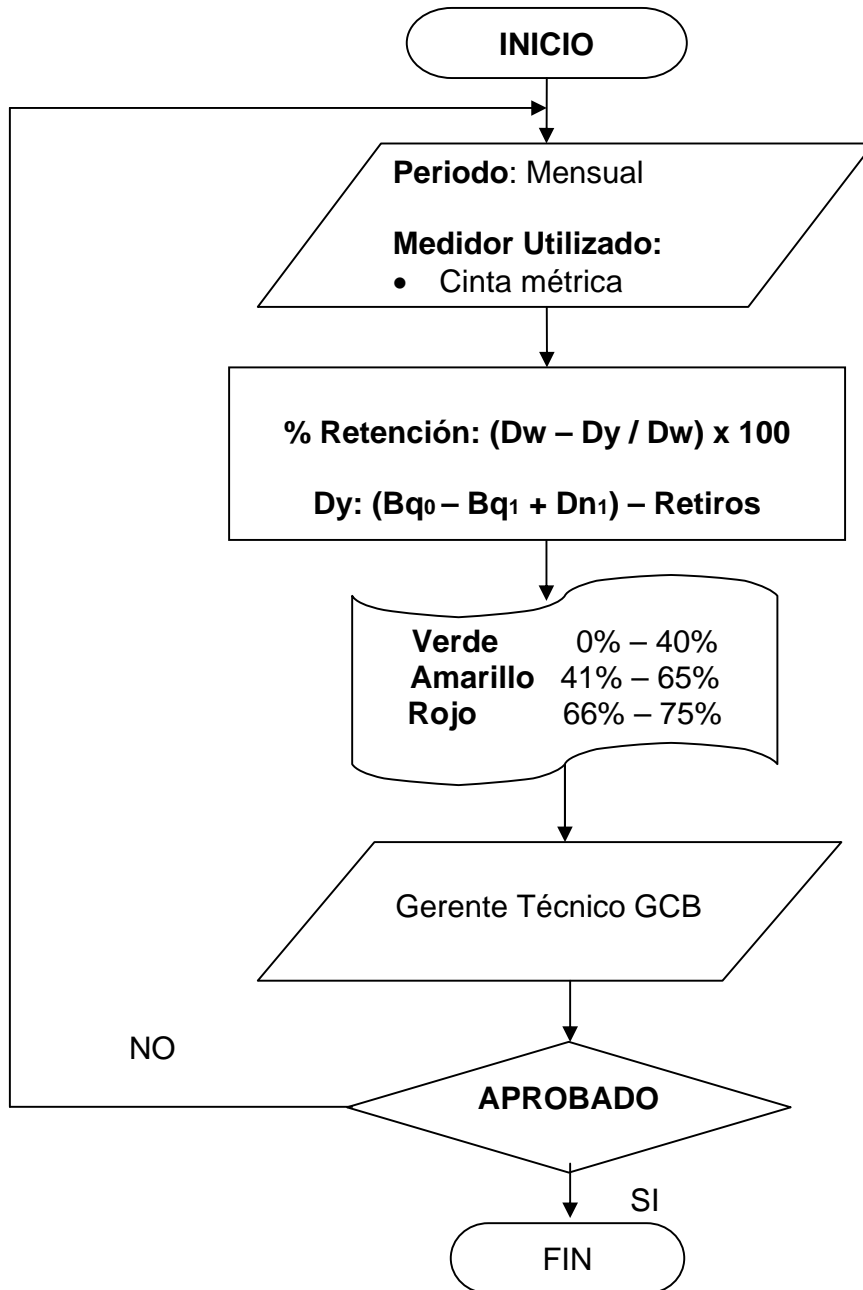 INICIO
Periodo: Mensual
Medidor Utilizado:
• Cinta métrica
% Retención: (Dw – Dy / Dw) x 100
Dy: (Bq0 – Bq1 + Dn1) – Retiros
Verde 0% – 40%
Amarillo 41% – 65%
Rojo 66% – 75%
Gerente Técnico GCB
NO
APROBADO
SI
FIN